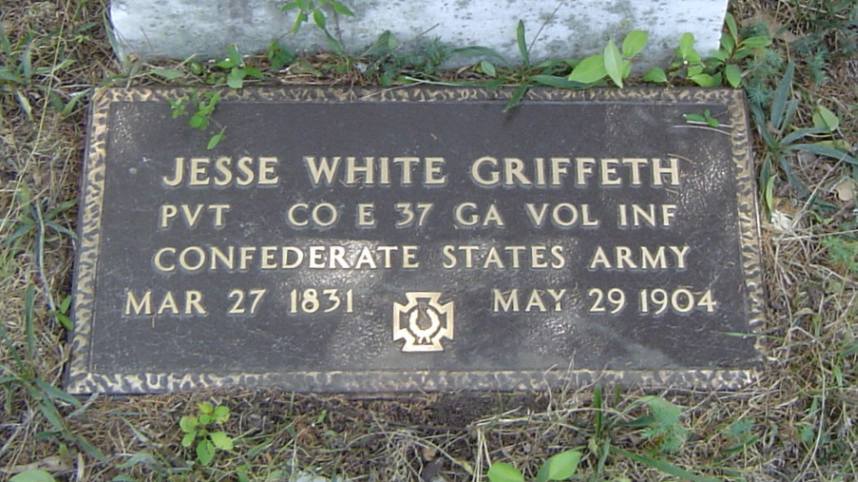 JESSE WHITE GRIFFETH
PVT CO E 37 GA VOL INF
CONFEDERATE STATES ARMY
MAR 27 1831 MAY 29 1904